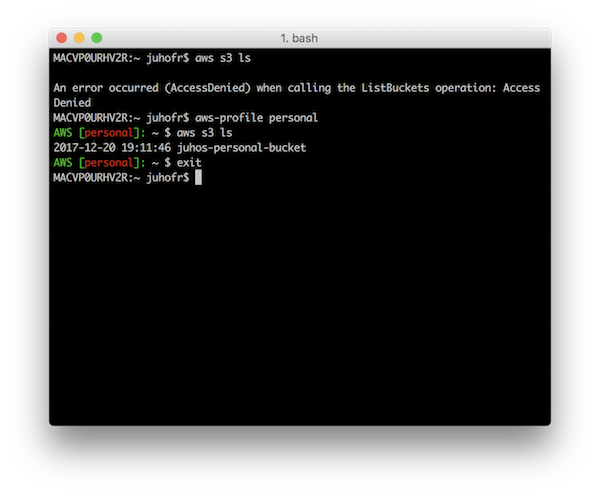 1. bash
MACVP0URHV2R:~ juhofr$ aws s3 ls
An error occurred (AccessDenied) when calling the ListBuckets operation: Access
Denied
MACVP0URHV2R:~ juhofr$ aws-profile personal
AWS [personal]: ~ $ aws s3 ls
2017-12-20 19:11:46 juhos-personal-bucket
AWS [personal]: ~ $ exit
MACVP0URHV2R:~ juhofr$